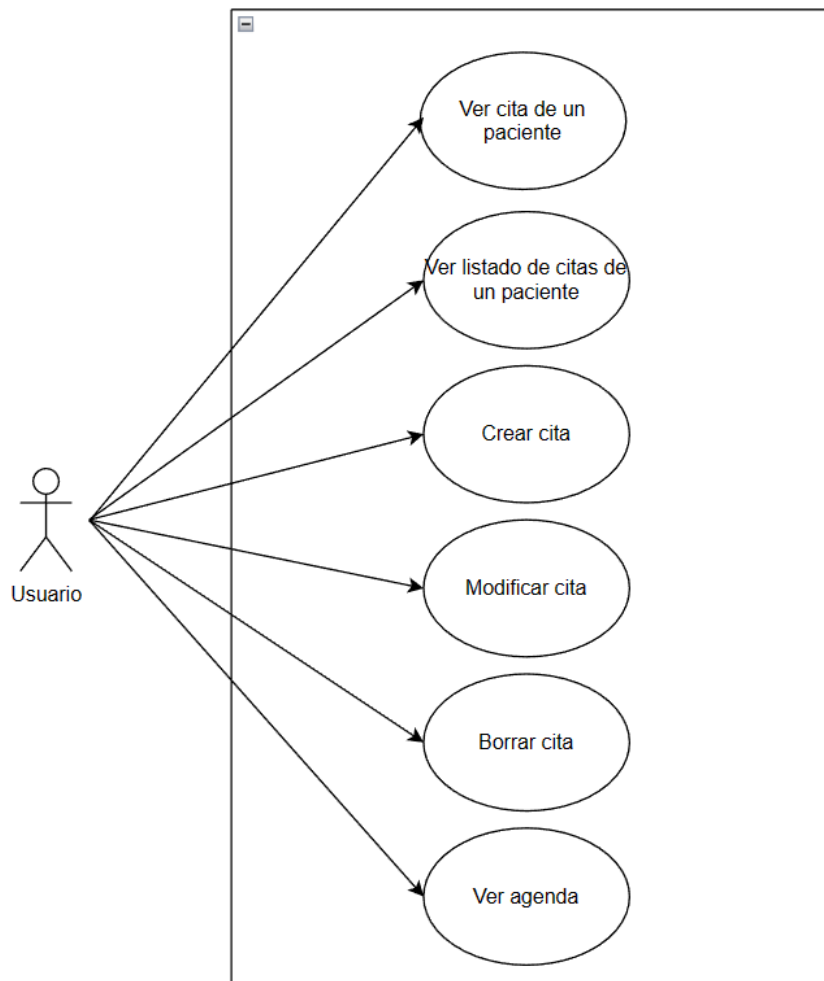 Ver cita de un
paciente
Ver listado de citas de
un paciente
Crear cita
Modificar cita
Usuario
Borrar cita
Ver agenda